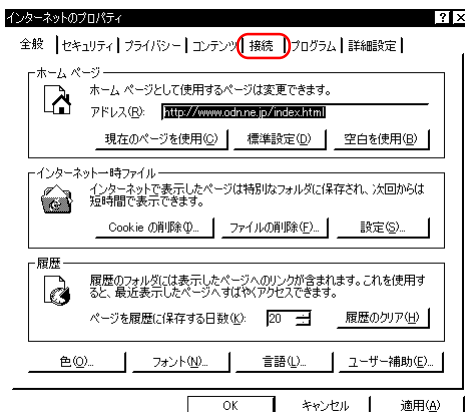 インターネットのプロパティ
全般 セキュリティ プライバシー コンテンツ 接続 プログラム 詳細設定
ホーム ページ
ホーム ページとして使用するページは変更できます。
アドレス(R): http://www.odn.ne.jp/index.html
現在のページを使用(C) 標準設定(D) 空白を使用(B)
インターネット一時ファイル
インターネットで表示したページは特別なフォルダに保存され、次回からは
短時間で表示できます。
Cookie の削除(I)... ファイルの削除(F)... 設定(S)...
履歴
履歴のフォルダには表示したページへのリンクが含まれます。これを使用す
ると、最近表示したページへすばやくアクセスできます。
ページを履歴に保存する日数(K): 20 履歴のクリア(H)
色(O)... フォント(N)... 言語(L)... ユーザー補助(E)...
OK キャンセル 適用(A)